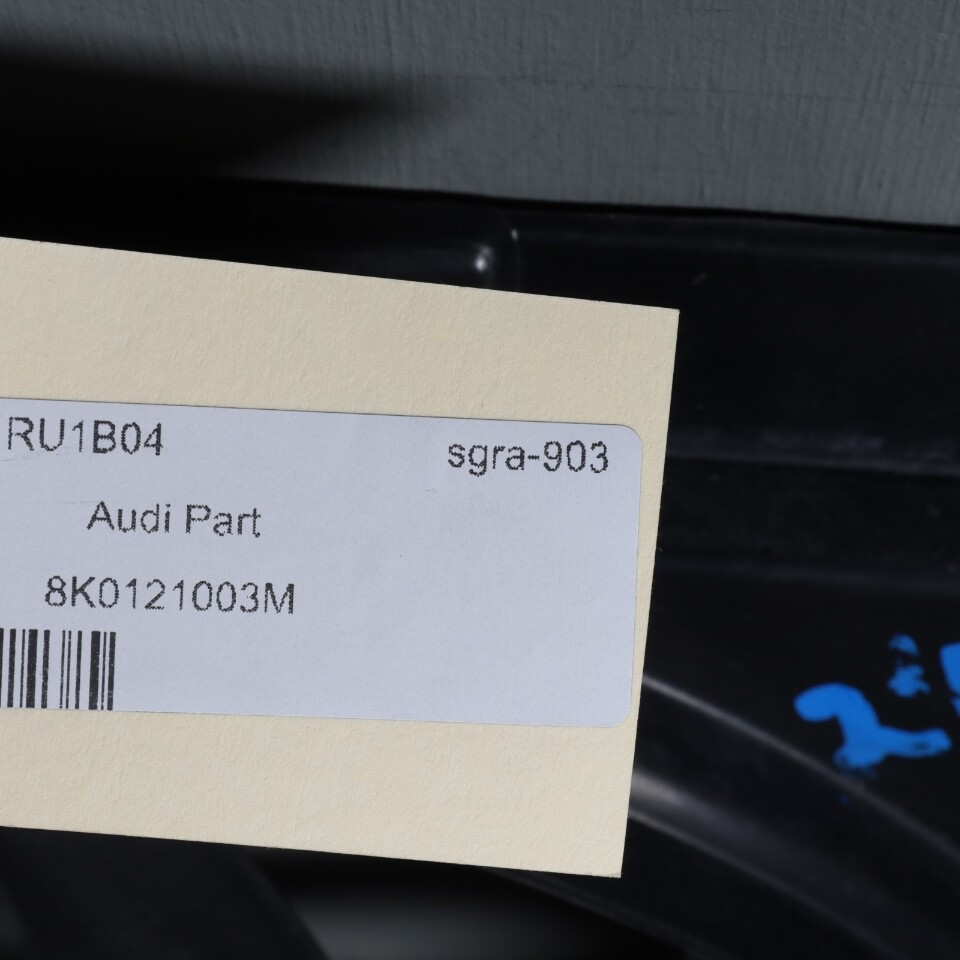 RU1B04
sgra-903
Audi Part
8K0121003M